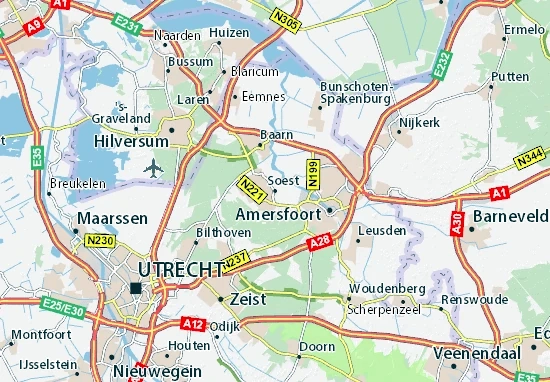 A1
E231
N305
Ermelo
A9
Naarden
Huizen
E232
Bussum
Blaricum
Putten
Laren
Eemnes
Bunschoten-
Spakenburg
's-
Graveland
Nijkerk
Hilversum
Baarn
E35
N344
Breukelen
N221
Soest
N199
A1
Maarssen
Amersfoort
A30
Barneveld
N230
Bilthoven
A28
Leusden
N237
UTRECHT
Woudenberg
Zeist
Renswoude
E25/E30
Scherpenzeel
A12
Odijk
Montfoort
Houten
Doorn
Ed
IJsselstein
Nieuwegein
Veenendaal
E35